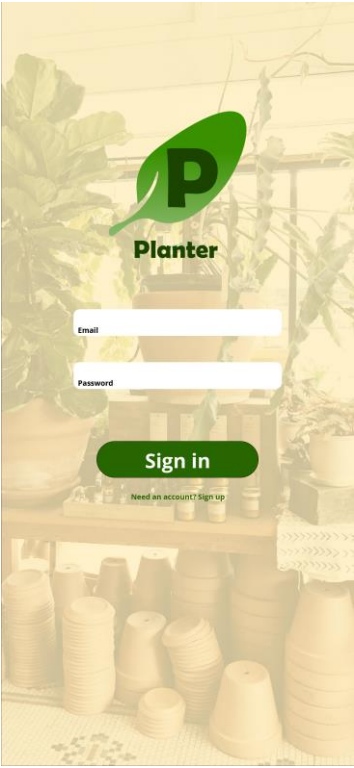 P
Planter
Email
Password
Sign in
Need an account? Sign up